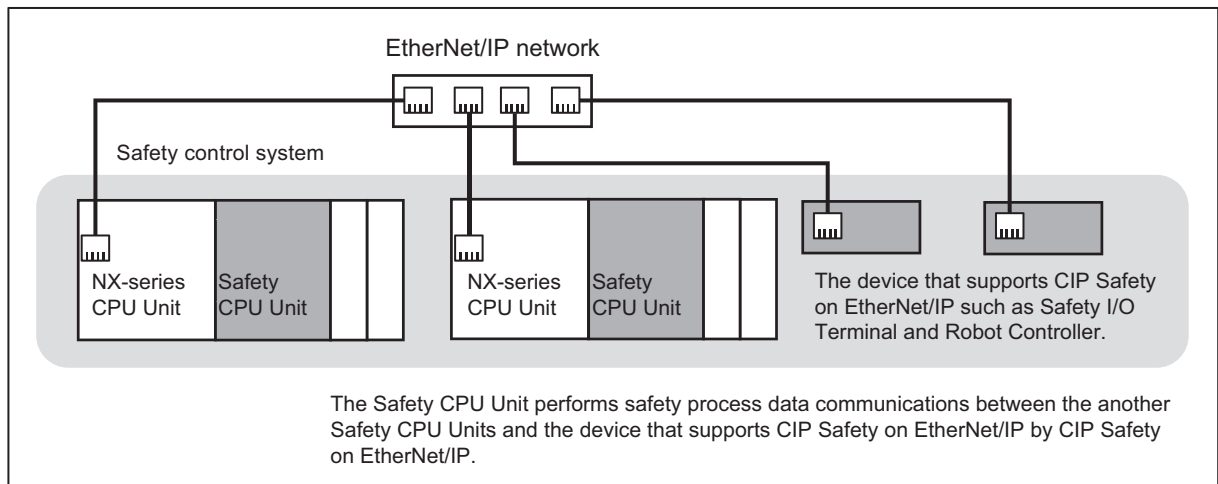 EtherNet/IP network
Safety control system
NX-series
CPU Unit
Safety
CPU Unit
NX-series
CPU Unit
Safety
CPU Unit
The device that supports CIP Safety
on EtherNet/IP such as Safety I/O
Terminal and Robot Controller.
The Safety CPU Unit performs safety process data communications between the another
Safety CPU Units and the device that supports CIP Safety on EtherNet/IP by CIP Safety
on EtherNet/IP.